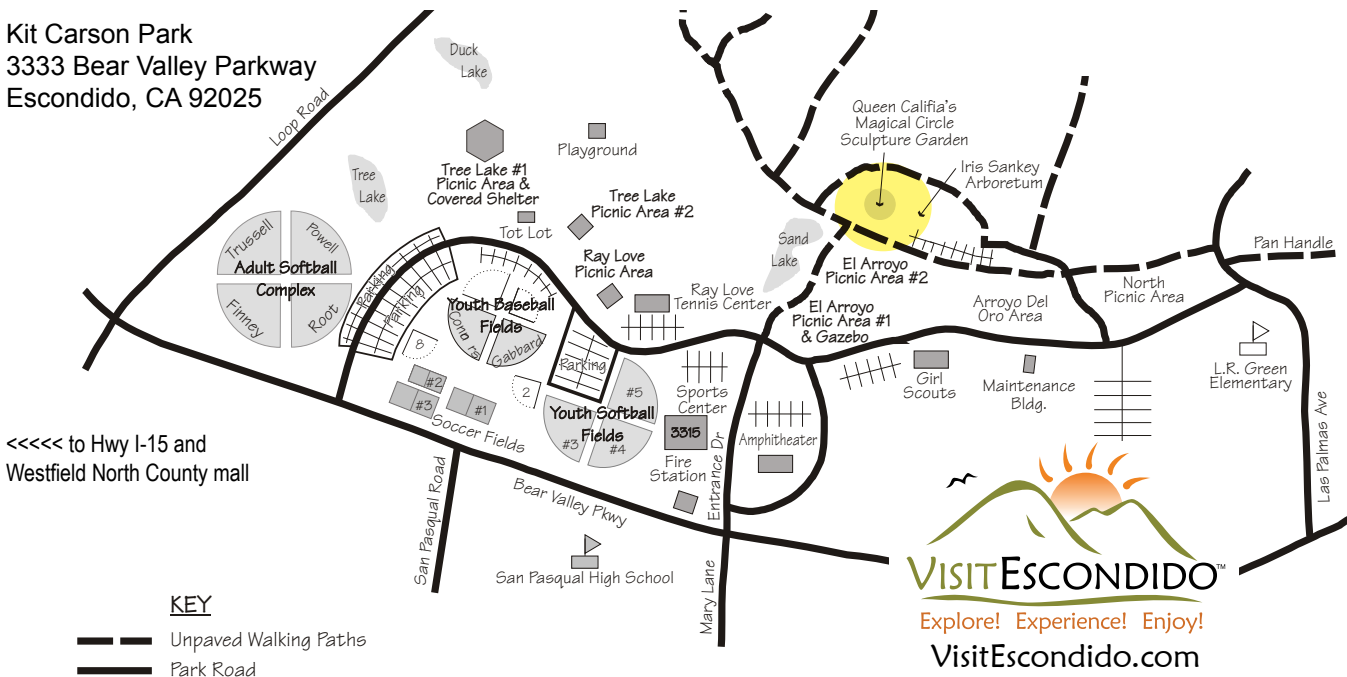 Kit Carson Park
3333 Bear Valley Parkway
Escondido, CA 92025
Loop Road
Duck
Lake
Tree
Lake
Tree Lake #1
Picnic Area &
Covered Shelter
Playground
Tree Lake
Picnic Area #2
Tot Lot
Ray Love
Picnic Area
Ray Love
Tennis Center
Queen Califia's
Magical Circle
Sculpture Garden
Iris Sankey
Arboretum
Sand
Lake
El Arroyo
Picnic Area #2
El Arroyo
Picnic Area #1
& Gazebo
Arroyo Del
Oro Area
North
Picnic Area
Pan Handle
Trussell
Powell
Adult Softball
Complex
Finney
Root
Parking
Parking
Youth Baseball
Fields
Gabbard
8
2
Parking
#2
#3
#1
Soccer Fields
Youth Softball
Fields
#5
#3
#4
Sports
Center
3315
Fire
Station
Entrance Dr
Amphitheater
Girl
Scouts
Maintenance
Bldg.
L.R. Green
Elementary
Las Palmas Ave
<<<<< to Hwy I-15 and
Westfield North County mall
San Pasqual Road
Bear Valley Pkwy
San Pasqual High School
Mary Lane
KEY
Unpaved Walking Paths
Park Road
VISITESCONDIDO™
Explore! Experience! Enjoy!
VisitEscondido.com